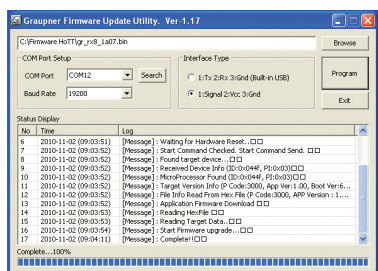 Graupner Firmware Update Utility. Ver-1.17
C:\Firmware HoTT\gr_rx8_1a07.bin
Browse
COM Port Setup
Interface Type
COM Port COM12 Search
1:Tx 2:Rx 3:Gnd (Built-in USB)
Program
Baud Rate 19200
1:Signal 2:Vcc 3:Gnd
Exit
Status Display
No Time Log
6 2010-11-02 (09:03:51) [Message] : Waiting for Hardware Reset..□□
7 2010-11-02 (09:03:52) [Message] : Start Command Checked. Start Command Send. □□
8 2010-11-02 (09:03:52) [Message] : Found target device...□□
9 2010-11-02 (09:03:52) [Message] : Received Device Info (ID:0x044f, PI:0x03)□□
10 2010-11-02 (09:03:52) [Message] : MicroProcessor Found (ID:0x044f, PI:0x03)□□
11 2010-11-02 (09:03:52) [Message] : Target Version Info (P Code:3000, App Ver:1.00, Boot Ver:6...
12 2010-11-02 (09:03:52) [Message] : File Info Read From Hex File (P Code:3000, APP Version : 1....
13 2010-11-02 (09:03:52) [Message] : Application Firmware Download □□
14 2010-11-02 (09:03:53) [Message] : Reading HexFile □□
15 2010-11-02 (09:03:53) [Message] : Reading Target Data..□□
16 2010-11-02 (09:03:54) [Message] : Start Firmware upgrade...□□
17 2010-11-02 (09:04:11) [Message] : Complete!!□□
Complete...100%